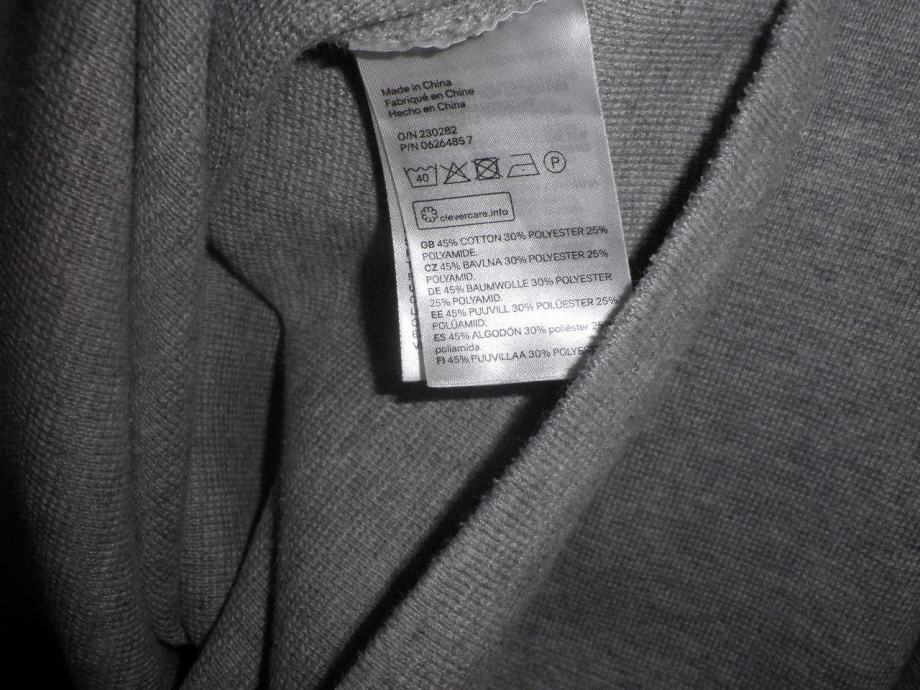 Made in China
Fabriqué en Chine
Hecho en China
O/N 230282
P/N 0626485 7
40 P
clevercare.info
GB 45% COTTON 30% POLYESTER 25%
POLYAMIDE.
CZ 45% BAVLNA 30% POLYESTER 25%
POLYAMID.
DE 45% BAUMWOLLE 30% POLYESTER
25% POLYAMID.
EE 45% PUUVILL 30% POLÜESTER 25%
POLÜAMIID.
ES 45% ALGODÓN 30% poliéster
poliamida.
FI 45% PUUVILLAA 30%